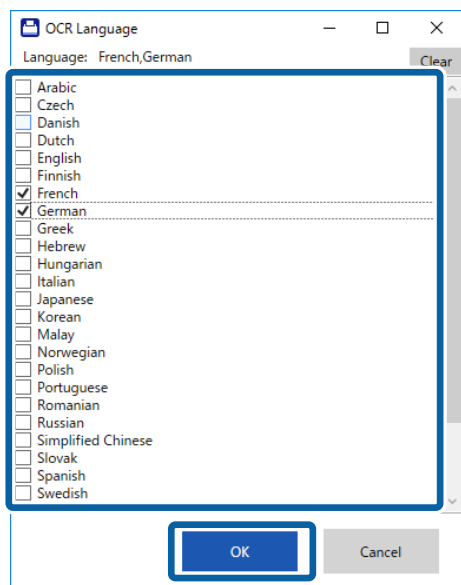 OCR Language
Language: French,German
Clear
Arabic
Czech
Danish
Dutch
English
Finnish
French
German
Greek
Hebrew
Hungarian
Italian
Japanese
Korean
Malay
Norwegian
Polish
Portuguese
Romanian
Russian
Simplified Chinese
Slovak
Spanish
Swedish
OK Cancel